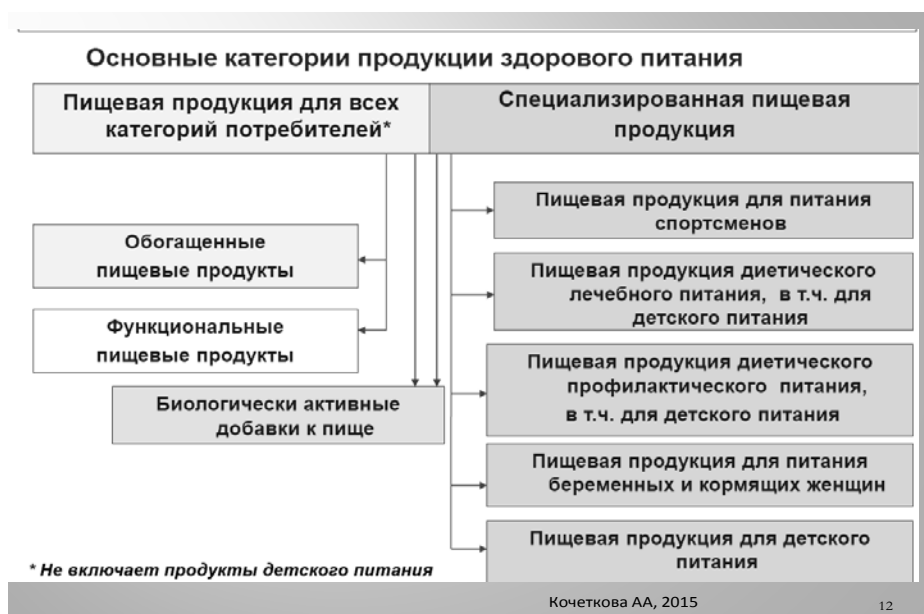 Основные категории продукции здорового питания
Пищевая продукция для всех
категорий потребителей*
Специализированная пищевая
продукция
Обогащенные
пищевые продукты
Функциональные
пищевые продукты
Биологически активные
добавки к пище
Пищевая продукция для питания
спортсменов
Пищевая продукция диетического
лечебного питания, в т.ч. для
детского питания
Пищевая продукция диетического
профилактического питания,
в т.ч. для детского питания
Пищевая продукция для питания
беременных и кормящих женщин
Пищевая продукция для детского
питания
* Не включает продукты детского питания
Кочеткова АА, 2015
12